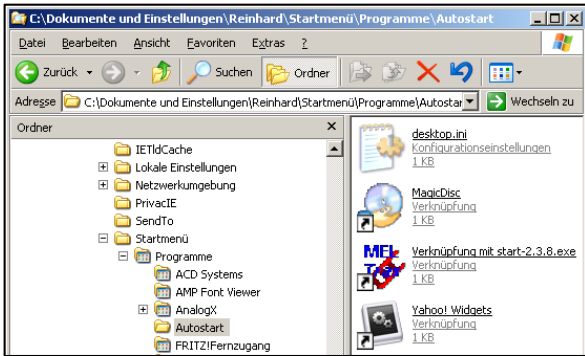 C:\Dokumente und Einstellungen\Reinhard\Startmenü\Programme\Autostart
Datei Bearbeiten Ansicht Favoriten Extras ?
Zurück Suchen Ordner
Adresse C:\Dokumente und Einstellungen\Reinhard\Startmenü\Programme\Autostar Wechseln zu
Ordner
IETldCache
Lokale Einstellungen
Netzwerkumgebung
PrivacIE
SendTo
Startmenü
Programme
ACD Systems
AMP Font Viewer
AnalogX
Autostart
FRITZ!Fernzugang
desktop.ini
Konfigurationseinstellungen
1 KB
MagicDisc
Verknüpfung
1 KB
Verknüpfung mit start-2.3.8.exe
Verknüpfung
1 KB
Yahoo! Widgets
Verknüpfung
1 KB